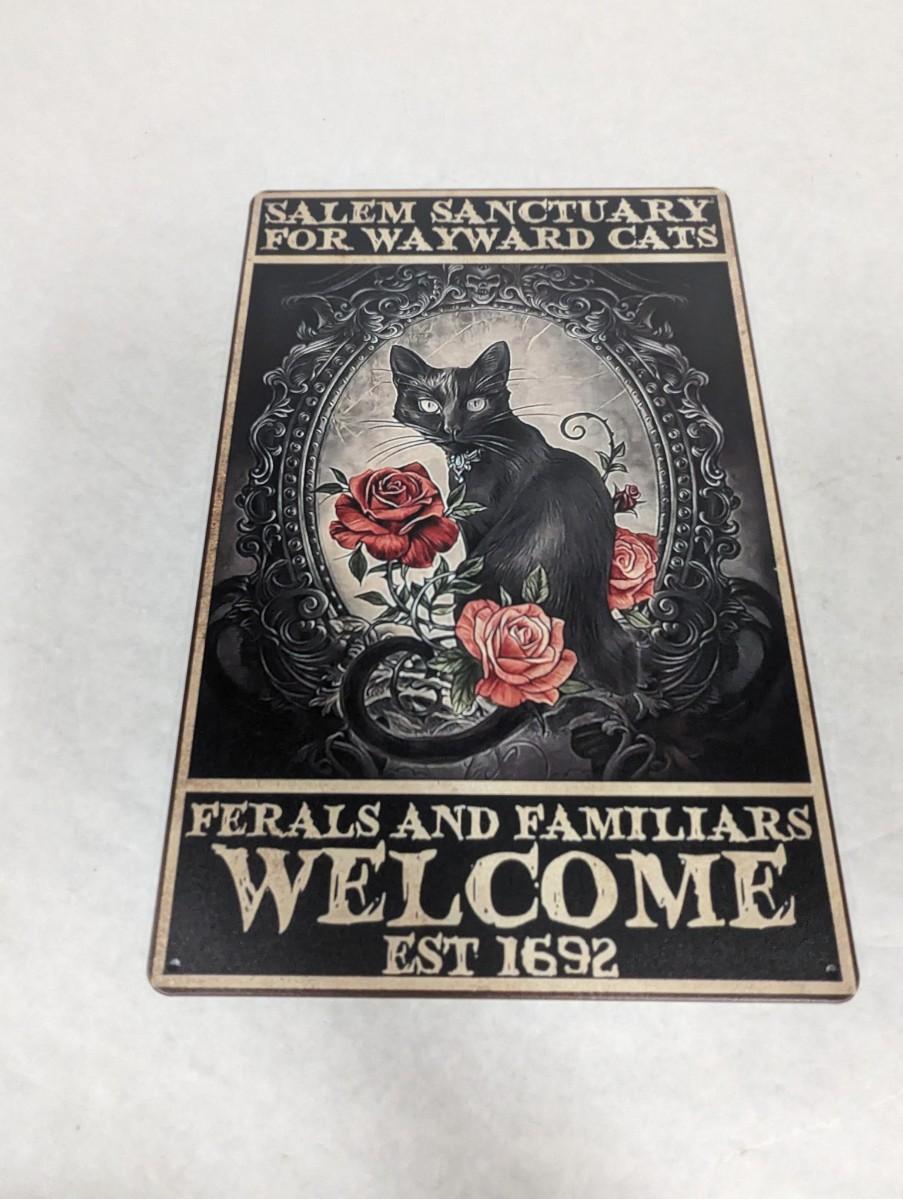 SALEM SANCTUARY
FOR WAYWARD CATS
FERALS AND FAMILIARS
WELCOME
EST 1692